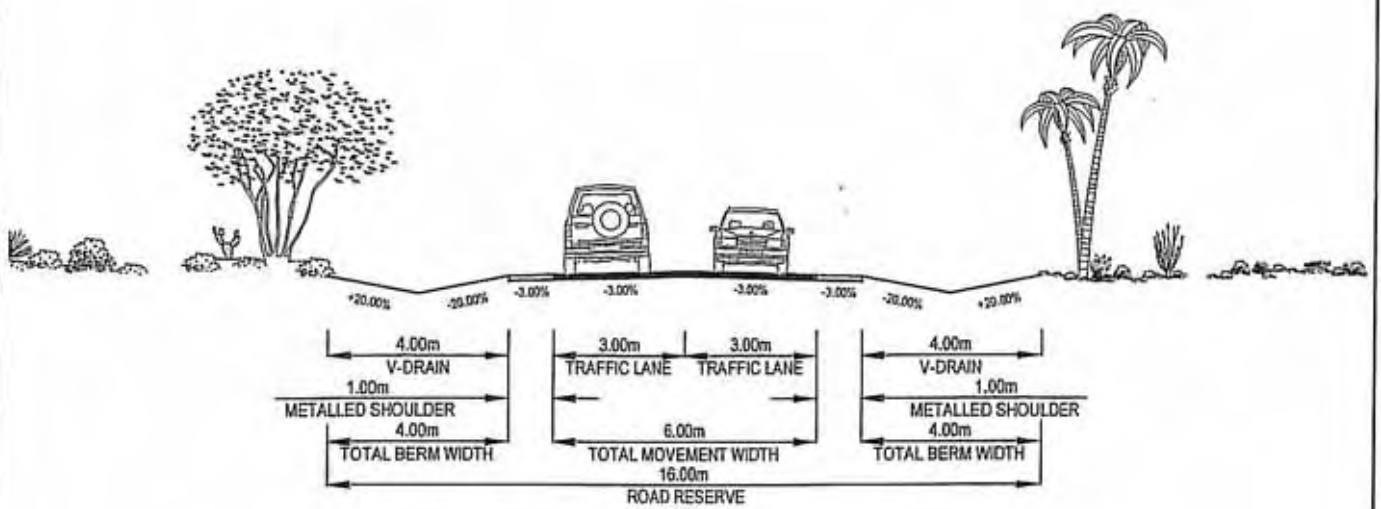 +20.00% -20.00% -3.00% -3.00% -3.00% -3.00% -20.00% +20.00%
4.00m 3.00m 3.00m 4.00m
V-DRAIN TRAFFIC LANE TRAFFIC LANE V-DRAIN
1.00m 1.00m
METALLED SHOULDER METALLED SHOULDER
4.00m 6.00m 4.00m
TOTAL BERM WIDTH TOTAL MOVEMENT WIDTH TOTAL BERM WIDTH
16.00m
ROAD RESERVE